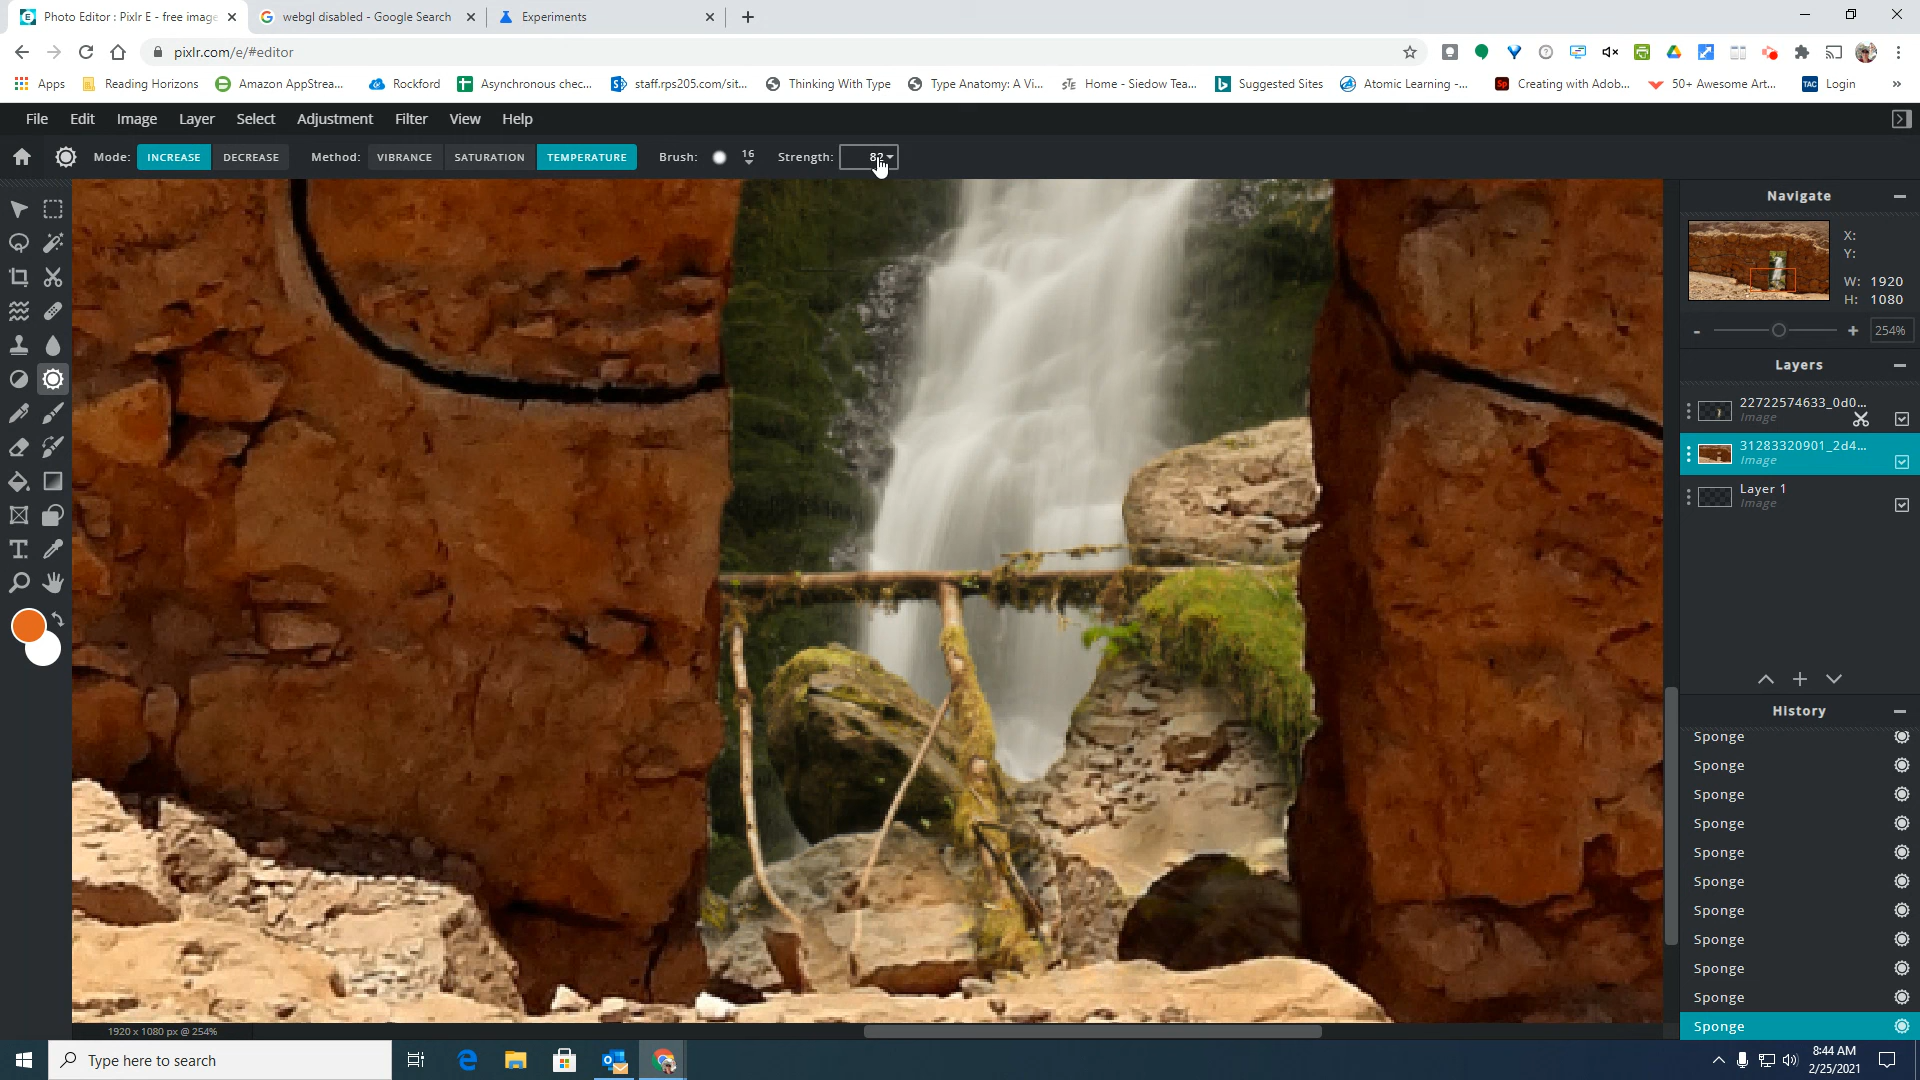 Photo Editor : Pixlr E - free image
webgl disabled - Google Search
Experiments
pixlr.com/e/#editor
Apps
Reading Horizons
Amazon AppStrea...
Rockford
Asynchronous chec...
staff.rps205.com/sit...
Thinking With Type
Type Anatomy: A Vi...
Home - Siedow Tea...
Suggested Sites
Atomic Learning -...
Creating with Adob...
50+ Awesome Art...
TAC
Login
»
File
Edit
Image
Layer
Select
Adjustment
Filter
View
Help
Mode:
INCREASE
DECREASE
Method:
VIBRANCE
SATURATION
TEMPERATURE
Brush:
16
Strength:
Navigate
X:
Y:
W: 1920
H: 1080
254%
Layers
22722574633_0d0...
Image
31283320901_2d4...
Image
Layer 1
Image
History
Sponge
Sponge
Sponge
Sponge
Sponge
Sponge
Sponge
Sponge
Sponge
Sponge
Sponge
1920 x 1080 px @ 254%
Type here to search
8:44 AM
2/25/2021